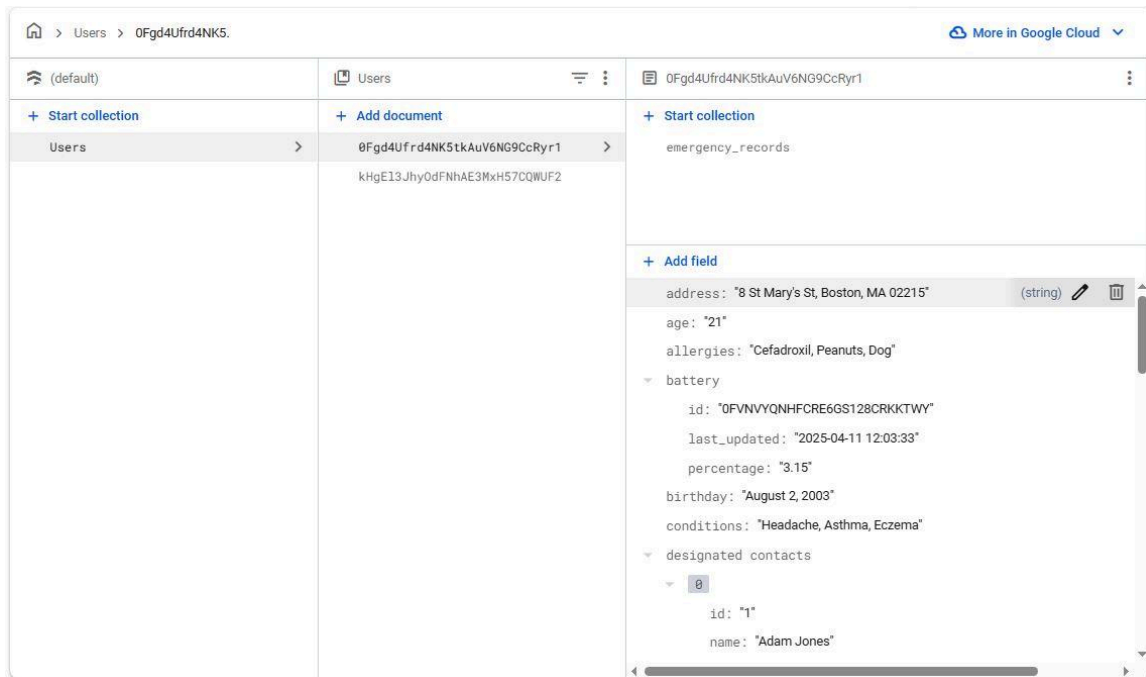 Users > 0Fgd4Ufrd4NK5.
More in Google Cloud
(default)
+ Start collection
Users
Users
+ Add document
0Fgd4Ufrd4NK5tkAuV6NG9CcRyr1
kHgEl3JhyOdFNhAE3MxH57CQWUF2
0Fgd4Ufrd4NK5tkAuV6NG9CcRyr1
+ Start collection
emergency_records
+ Add field
address: "8 St Mary's St, Boston, MA 02215" (string)
age: "21"
allergies: "Cefadroxil, Peanuts, Dog"
battery
id: "0FVNVYQNHFCRE6GS128CRKKTWY"
last_updated: "2025-04-11 12:03:33"
percentage: "3.15"
birthday: "August 2, 2003"
conditions: "Headache, Asthma, Eczema"
designated contacts
0
id: "1"
name: "Adam Jones"